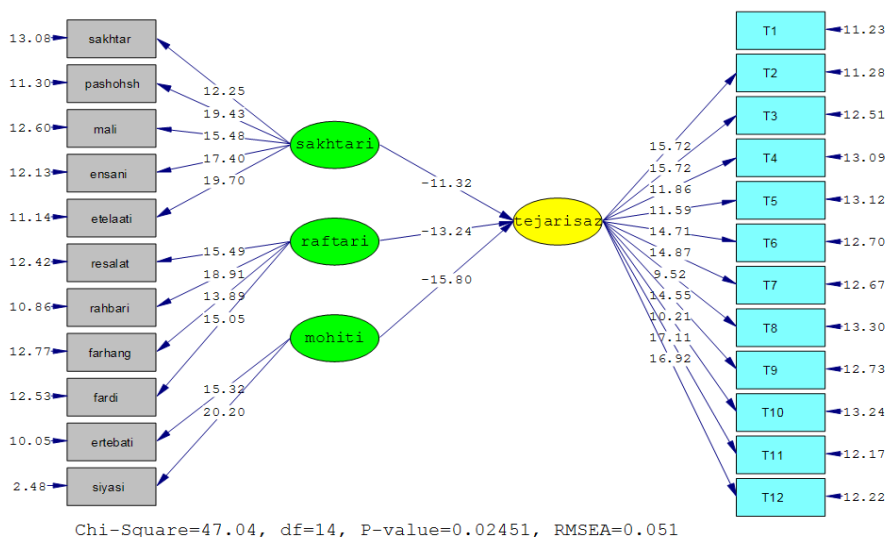 13.08 sakhtar
11.30 pashohsh
12.60 mali
12.13 ensani
11.14 etelaati
12.42 resalat
10.86 rahbari
12.77 farhang
12.53 fardi
10.05 ertebati
2.48 siyasi
12.25
19.43
15.48
17.40
19.70
15.49
18.91
13.89
15.05
15.32
20.20
sakhtari
raftari
mohiti
-11.32
-13.24
-15.80
tejarisaz
15.72
15.72
11.86
11.59
14.71
14.87
9.52
14.55
10.21
17.11
16.92
T1 11.23
T2 11.28
T3 12.51
T4 13.09
T5 13.12
T6 12.70
T7 12.67
T8 13.30
T9 12.73
T10 13.24
T11 12.17
T12 12.22
Chi-Square=47.04, df=14, P-value=0.02451, RMSEA=0.051